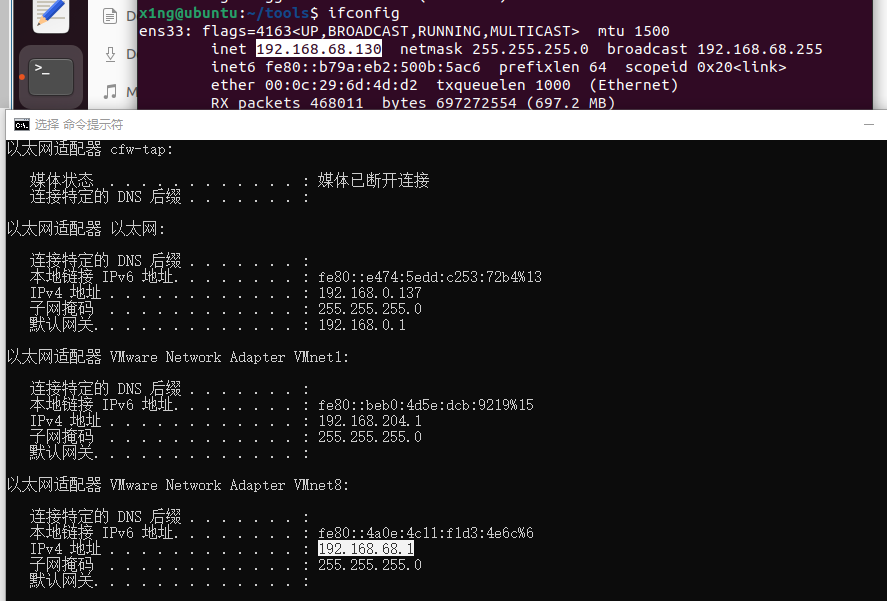 x1ng@ubuntu:~/tools$ ifconfig
ens33: flags=4163<UP,BROADCAST,RUNNING,MULTICAST>  mtu 1500
        inet 192.168.68.130  netmask 255.255.255.0  broadcast 192.168.68.255
        inet6 fe80::b79a:eb2:500b:5ac6  prefixlen 64  scopeid 0x20<link>
        ether 00:0c:29:6d:4d:d2  txqueuelen 1000  (Ethernet)
        RX packets 468011  bytes 697272554 (697.2 MB)
选择 命令提示符
以太网适配器 cfw-tap:
   媒体状态 . . . . . . . . . . . . : 媒体已断开连接
   连接特定的 DNS 后缀 . . . . . . . :
以太网适配器 以太网:
   连接特定的 DNS 后缀 . . . . . . . :
   本地链接 IPv6 地址. . . . . . . . : fe80::e474:5edd:c253:72b4%13
   IPv4 地址 . . . . . . . . . . . . : 192.168.0.137
   子网掩码  . . . . . . . . . . . . : 255.255.255.0
   默认网关. . . . . . . . . . . . . : 192.168.0.1
以太网适配器 VMware Network Adapter VMnet1:
   连接特定的 DNS 后缀 . . . . . . . :
   本地链接 IPv6 地址. . . . . . . . : fe80::beb0:4d5e:dcb:9219%15
   IPv4 地址 . . . . . . . . . . . . : 192.168.204.1
   子网掩码  . . . . . . . . . . . . : 255.255.255.0
   默认网关. . . . . . . . . . . . . :
以太网适配器 VMware Network Adapter VMnet8:
   连接特定的 DNS 后缀 . . . . . . . :
   本地链接 IPv6 地址. . . . . . . . : fe80::4a0e:4c11:f1d3:4e6c%6
   IPv4 地址 . . . . . . . . . . . . : 192.168.68.1
   子网掩码  . . . . . . . . . . . . : 255.255.255.0
   默认网关. . . . . . . . . . . . . :